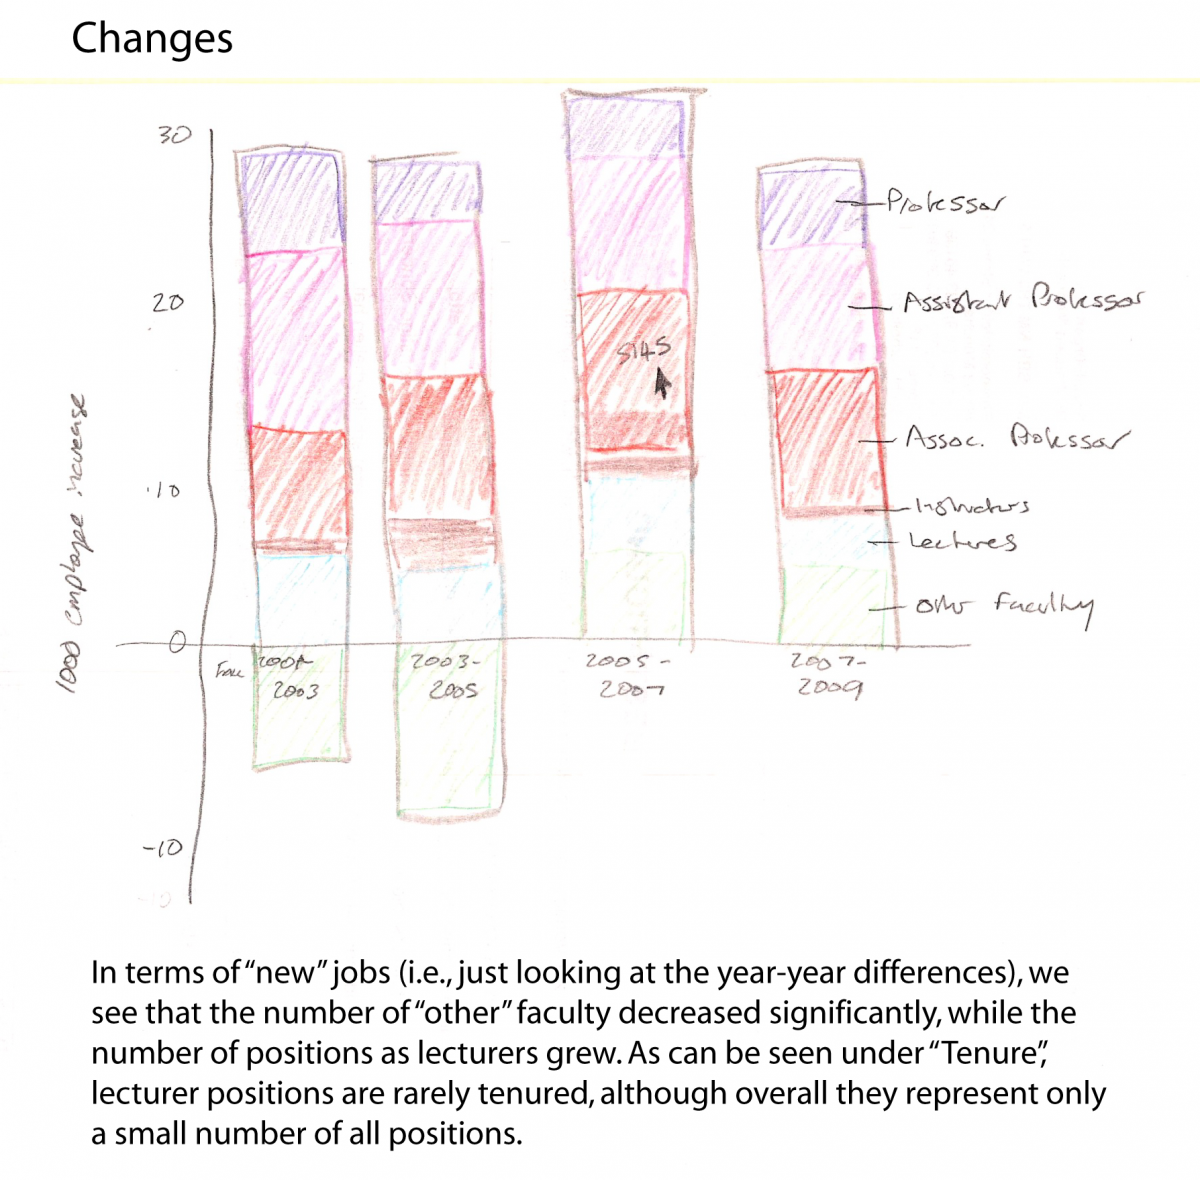 Changes
30
20
10
0
-10
-10
1000 employee increase
5145
Professor
Assistant Professor
Assoc. Professor
Instructors
Lectures
Other Faculty
2003
2003-
2005
2005-
2007
2007-
2009
In terms of “new” jobs (i.e., just looking at the year-year differences), we
see that the number of “other” faculty decreased significantly, while the
number of positions as lecturers grew. As can be seen under “Tenure”,
lecturer positions are rarely tenured, although overall they represent only
a small number of all positions.